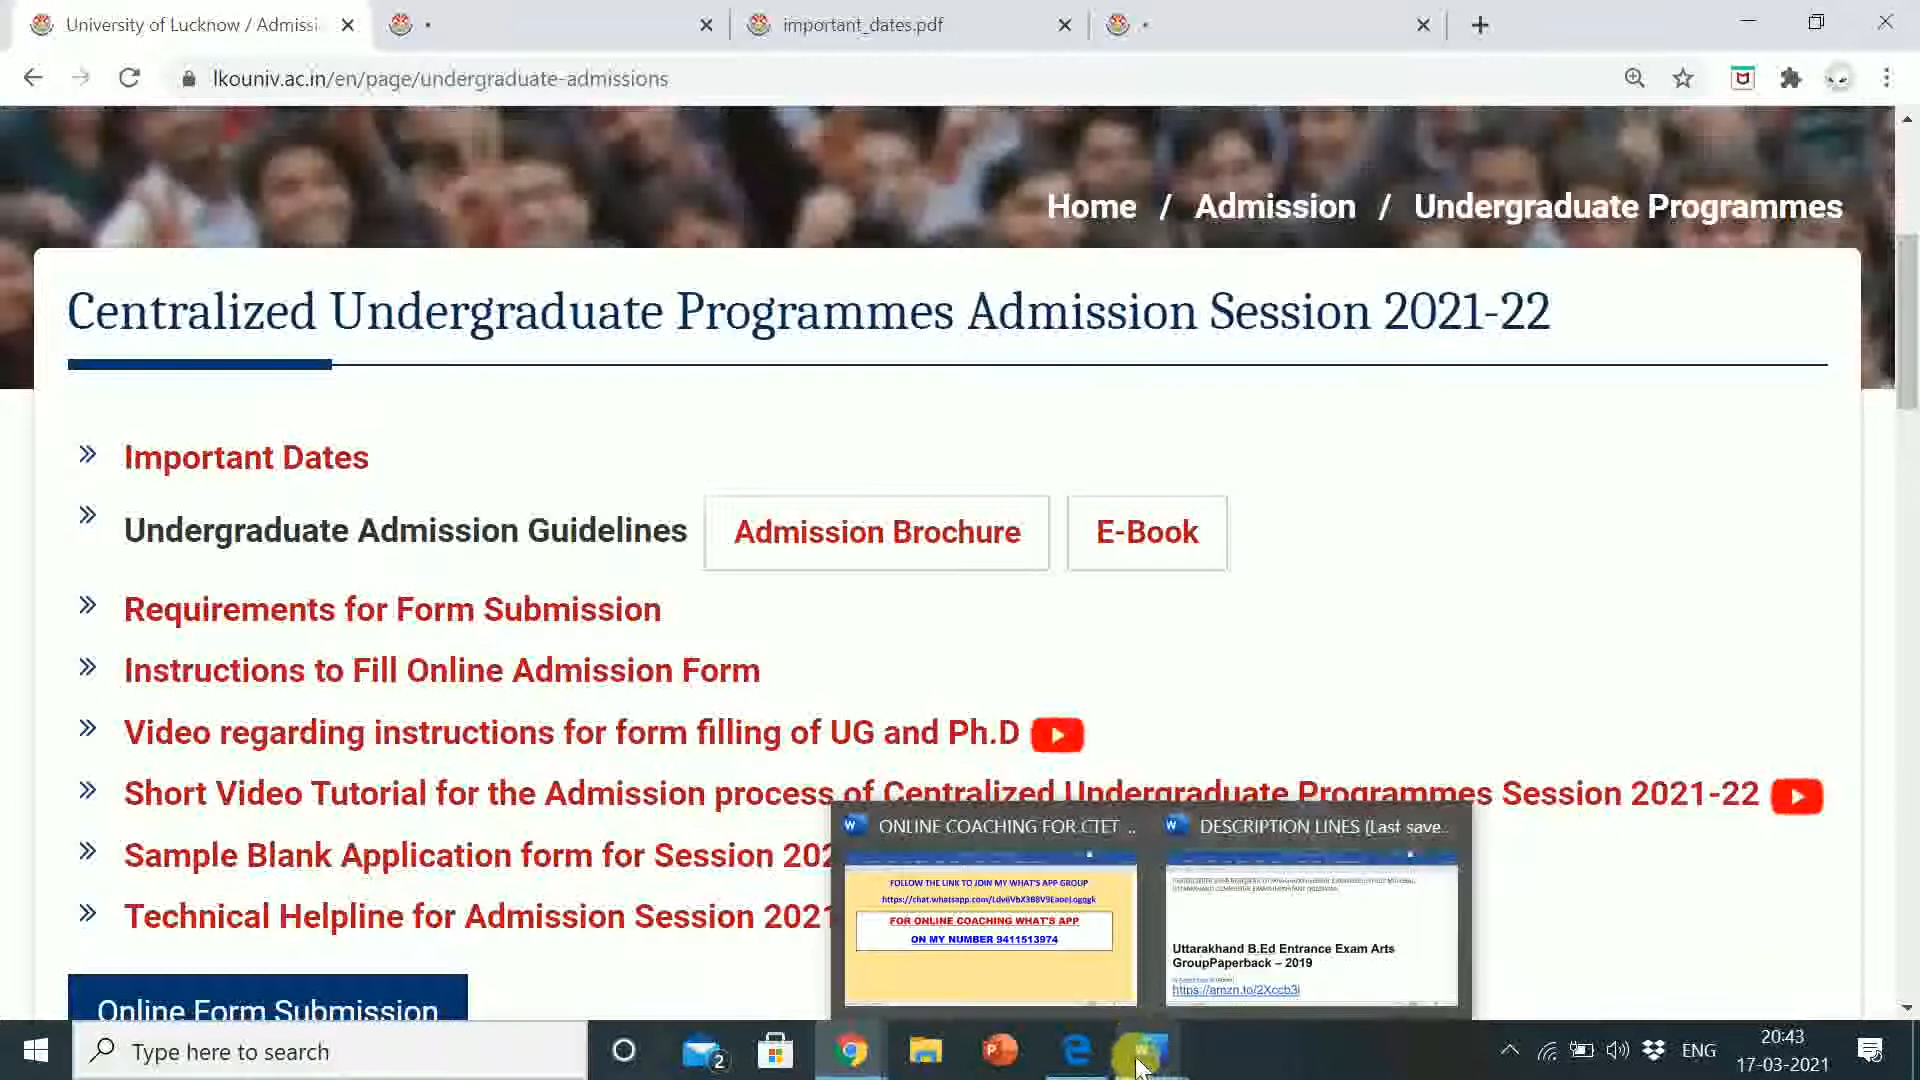 University of Lucknow / Admissi
important_dates.pdf
lkouniv.ac.in/en/page/undergraduate-admissions
Home / Admission / Undergraduate Programmes
Centralized Undergraduate Programmes Admission Session 2021-22
Important Dates
Undergraduate Admission Guidelines Admission Brochure E-Book
Requirements for Form Submission
Instructions to Fill Online Admission Form
Video regarding instructions for form filling of UG and Ph.D
Short Video Tutorial for the Admission process of Centralized Undergraduate Programmes Session 2021-22
Sample Blank Application form for Session 202
Technical Helpline for Admission Session 2021
Online Form Submission
ONLINE COACHING FOR CTET ...
FOLLOW THE LINK TO JOIN MY WHAT'S APP GROUP
FOR ONLINE COACHING WHAT'S APP
ON MY NUMBER 9411513974
DESCRIPTION LINES (Last save...
Uttarakhand B.Ed Entrance Exam Arts
GroupPaperback – 2019
https://amzn.to/2Xccb3i
Type here to search
2
ENG
20:43
17-03-2021